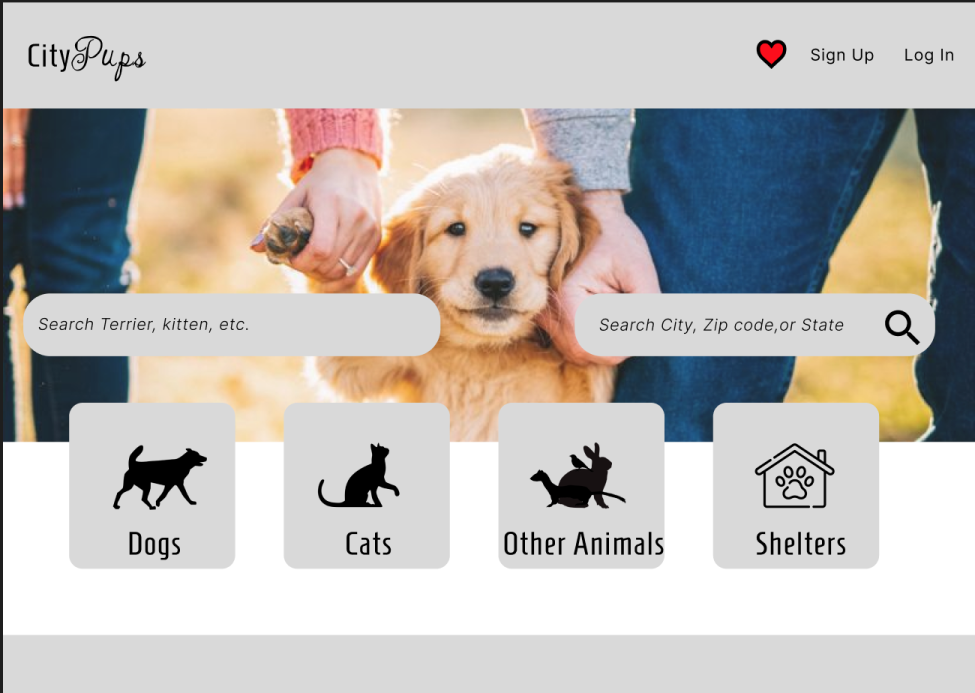 CityPups
Sign Up
Log In
Search Terrier, kitten, etc.
Search City, Zip code,or State
Dogs
Cats
Other Animals
Shelters